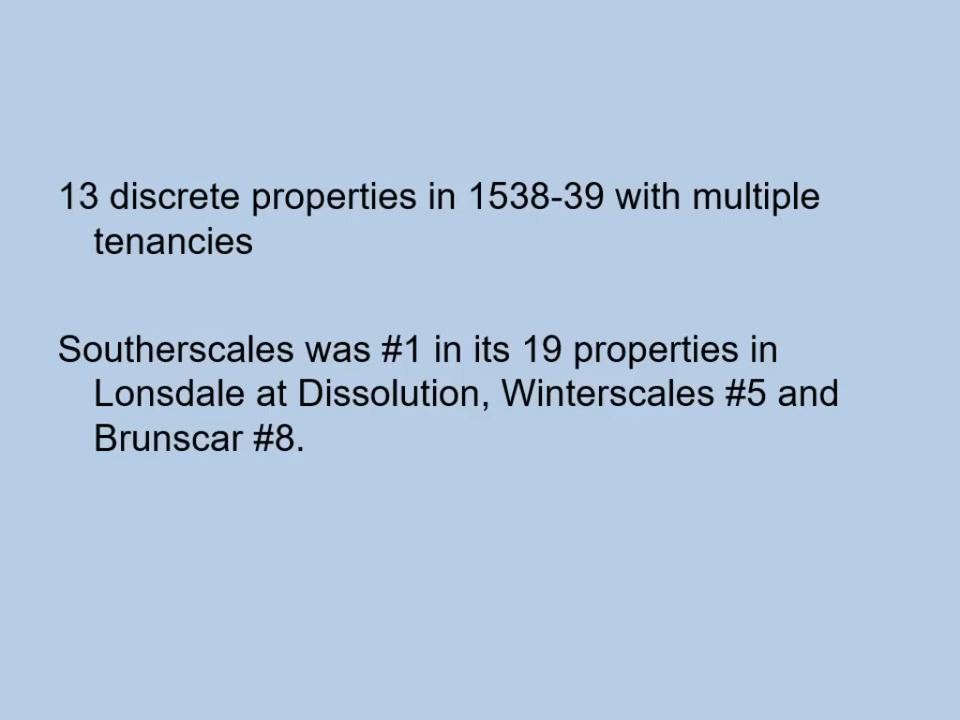 13 discrete properties in 1538-39 with multiple
tenancies
Southerscales was #1 in its 19 properties in
Lonsdale at Dissolution, Winterscales #5 and
Brunscar #8.